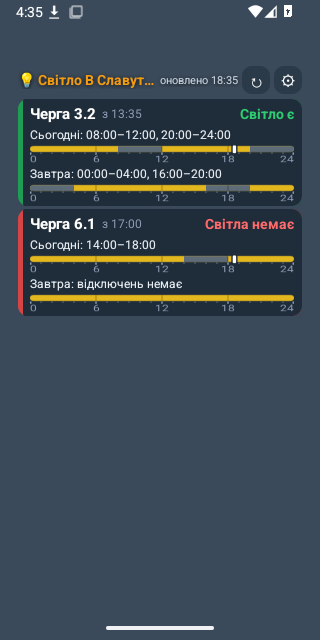 4:35
Світло В Славут… оновлено 18:35
Черга 3.2 з 13:35 Світло є
Сьогодні: 08:00–12:00, 20:00–24:00
0 6 12 18 24
Завтра: 00:00–04:00, 16:00–20:00
0 6 12 18 24
Черга 6.1 з 17:00 Світла немає
Сьогодні: 14:00–18:00
0 6 12 18 24
Завтра: відключень немає
0 6 12 18 24